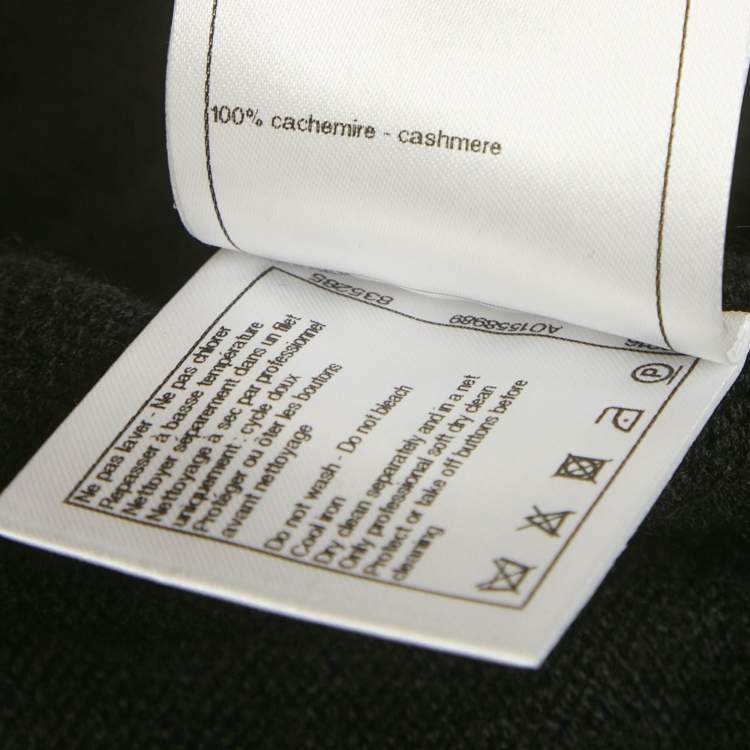 100% cachemire - cashmere
835285
A01558989
Ne pas laver - Ne pas chlorer
Repasser à basse température
Nettoyer séparement dans un filet
Nettoyage à sec par professionnel
uniquement : cycle doux
Protéger ou ôter les boutons
avant nettoyage
Do not wash - Do not bleach
Cool iron
Dry clean separately and in a net
Only professional soft dry clean
Protect or take off buttons before
cleaning
P